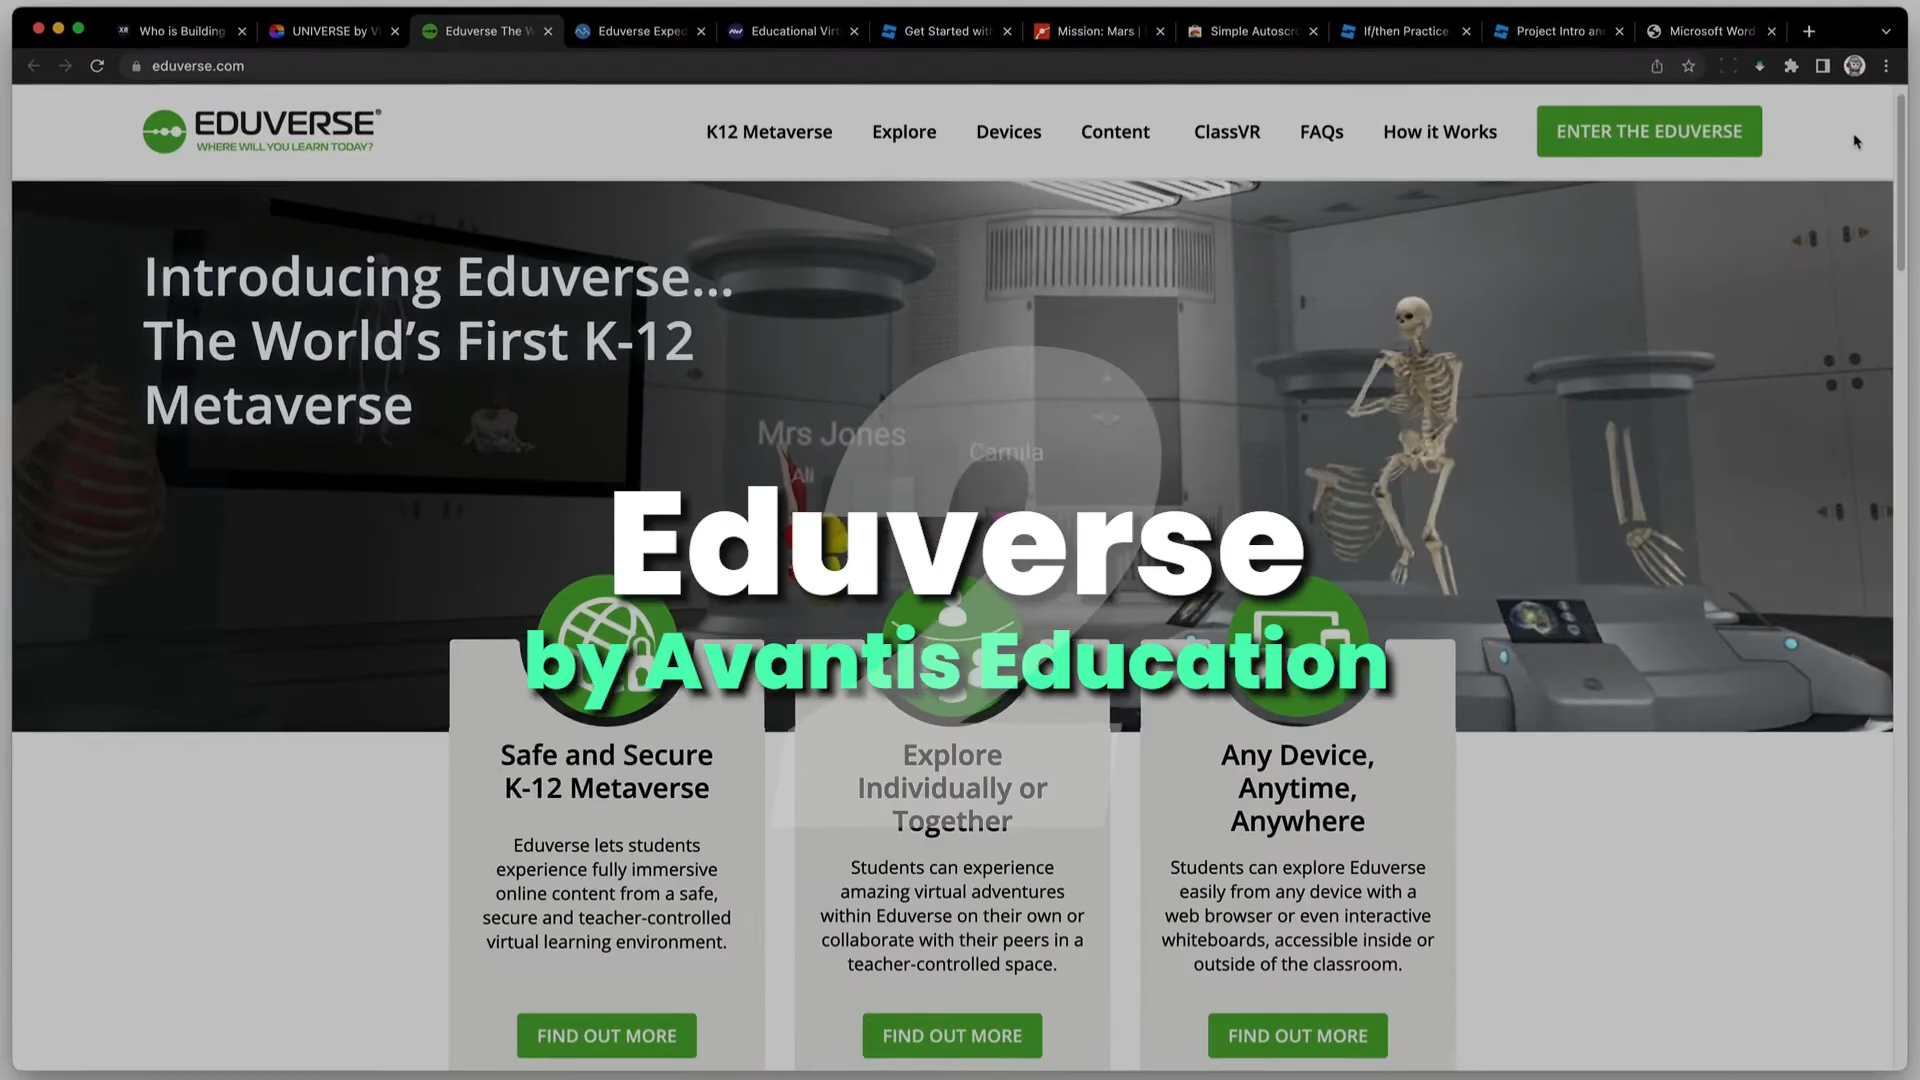 Who is Building
UNIVERSE by V
Eduverse The W
Eduverse Exped
Educational Virt
Get Started with
Mission: Mars |
Simple Autoscro
If/then Practice
Project Intro an
Microsoft Word
eduverse.com
EDUVERSE
WHERE WILL YOU LEARN TODAY?
K12 Metaverse
Explore
Devices
Content
ClassVR
FAQs
How it Works
ENTER THE EDUVERSE
Introducing Eduverse...
The World's First K-12
Metaverse
Mrs Jones
Camila
Ali
2
Eduverse
by Avantis Education
Safe and Secure
K-12 Metaverse
Eduverse lets students
experience fully immersive
online content from a safe,
secure and teacher-controlled
virtual learning environment.
FIND OUT MORE
Explore
Individually or
Together
Students can experience
amazing virtual adventures
within Eduverse on their own or
collaborate with their peers in a
teacher-controlled space.
FIND OUT MORE
Any Device,
Anytime,
Anywhere
Students can explore Eduverse
easily from any device with a
web browser or even interactive
whiteboards, accessible inside or
outside of the classroom.
FIND OUT MORE